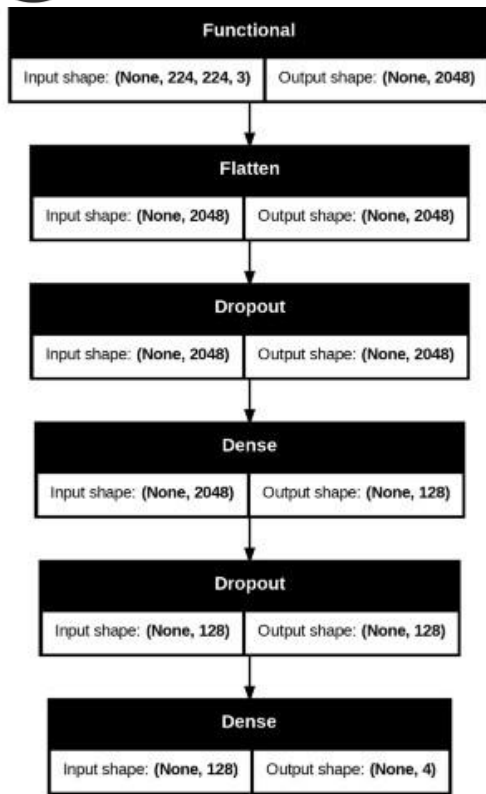 Functional
Input shape: (None, 224, 224, 3) Output shape: (None, 2048)
Flatten
Input shape: (None, 2048) Output shape: (None, 2048)
Dropout
Input shape: (None, 2048) Output shape: (None, 2048)
Dense
Input shape: (None, 2048) Output shape: (None, 128)
Dropout
Input shape: (None, 128) Output shape: (None, 128)
Dense
Input shape: (None, 128) Output shape: (None, 4)